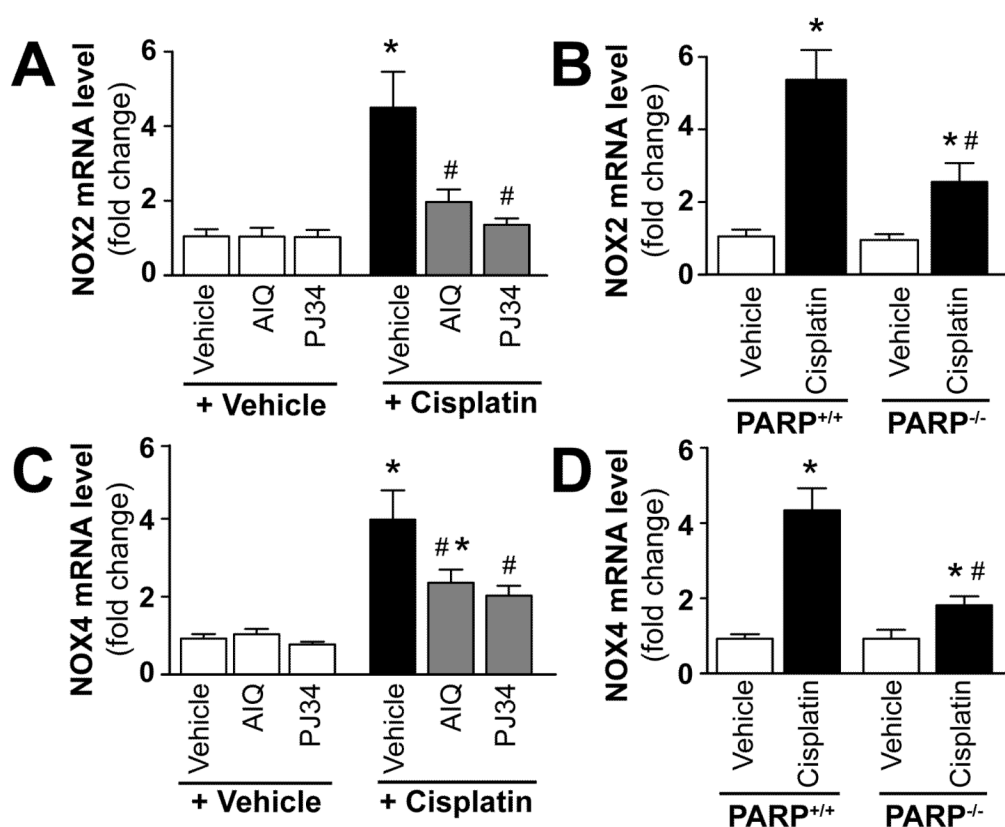 A
NOX2 mRNA level
(fold change)
6
4
2
0
*
#
#
Vehicle
AIQ
PJ34
Vehicle
AIQ
PJ34
+ Vehicle
+ Cisplatin
B
NOX2 mRNA level
(fold change)
6
4
2
0
*
* #
Vehicle
Cisplatin
Vehicle
Cisplatin
PARP+/+
PARP-/-
C
NOX4 mRNA level
(fold change)
6
4
2
0
*
# *
#
Vehicle
AIQ
PJ34
Vehicle
AIQ
PJ34
+ Vehicle
+ Cisplatin
D
NOX4 mRNA level
(fold change)
6
4
2
0
*
* #
Vehicle
Cisplatin
Vehicle
Cisplatin
PARP+/+
PARP-/-